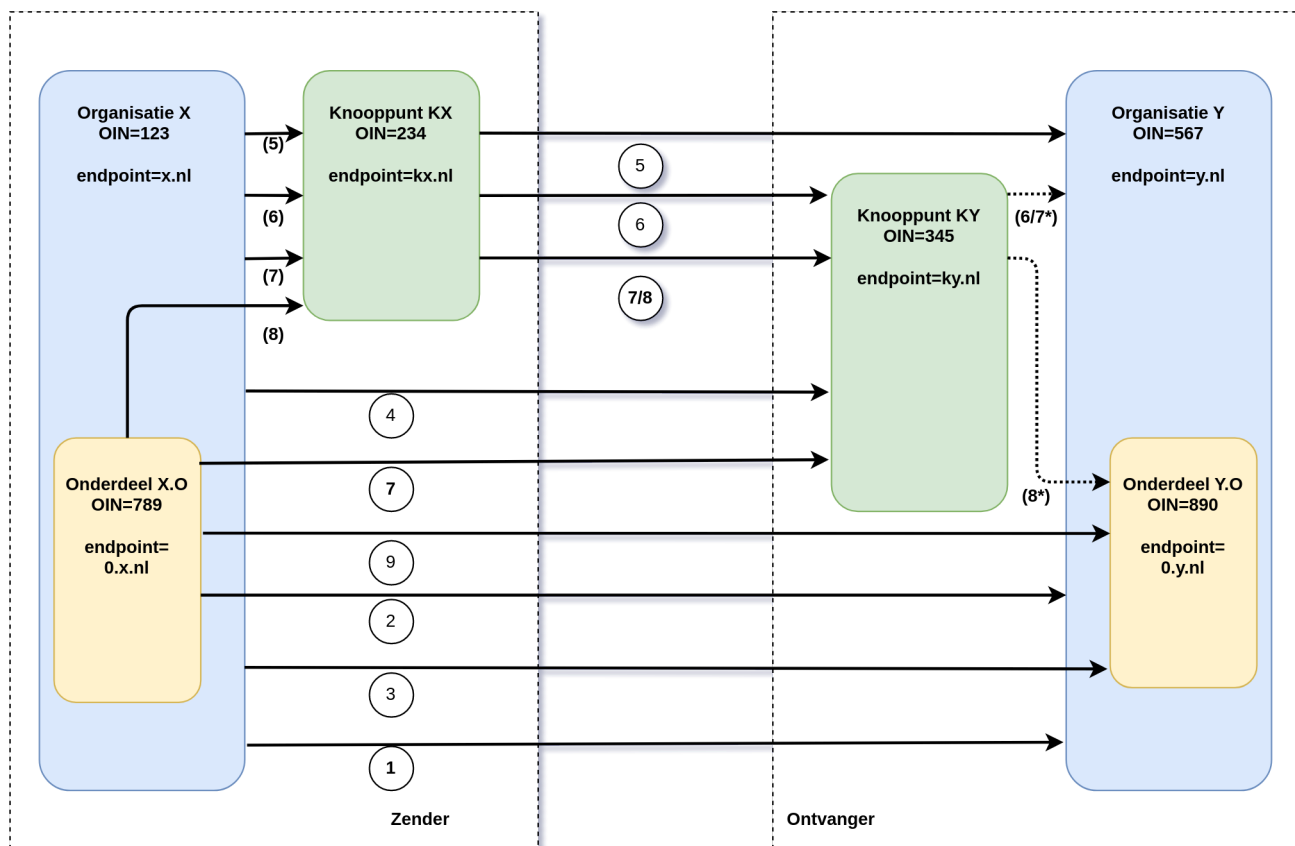 Organisatie X
OIN=123
endpoint=x.nl
Knooppunt KX
OIN=234
endpoint=kx.nl
Organisatie Y
OIN=567
endpoint=y.nl
(5)
5
(6)
6
(6/7*)
Knooppunt KY
OIN=345
endpoint=ky.nl
(7)
7/8
(8)
4
Onderdeel X.O
OIN=789
endpoint=
0.x.nl
7
(8*)
Onderdeel Y.O
OIN=890
endpoint=
0.y.nl
9
2
3
1
Zender
Ontvanger